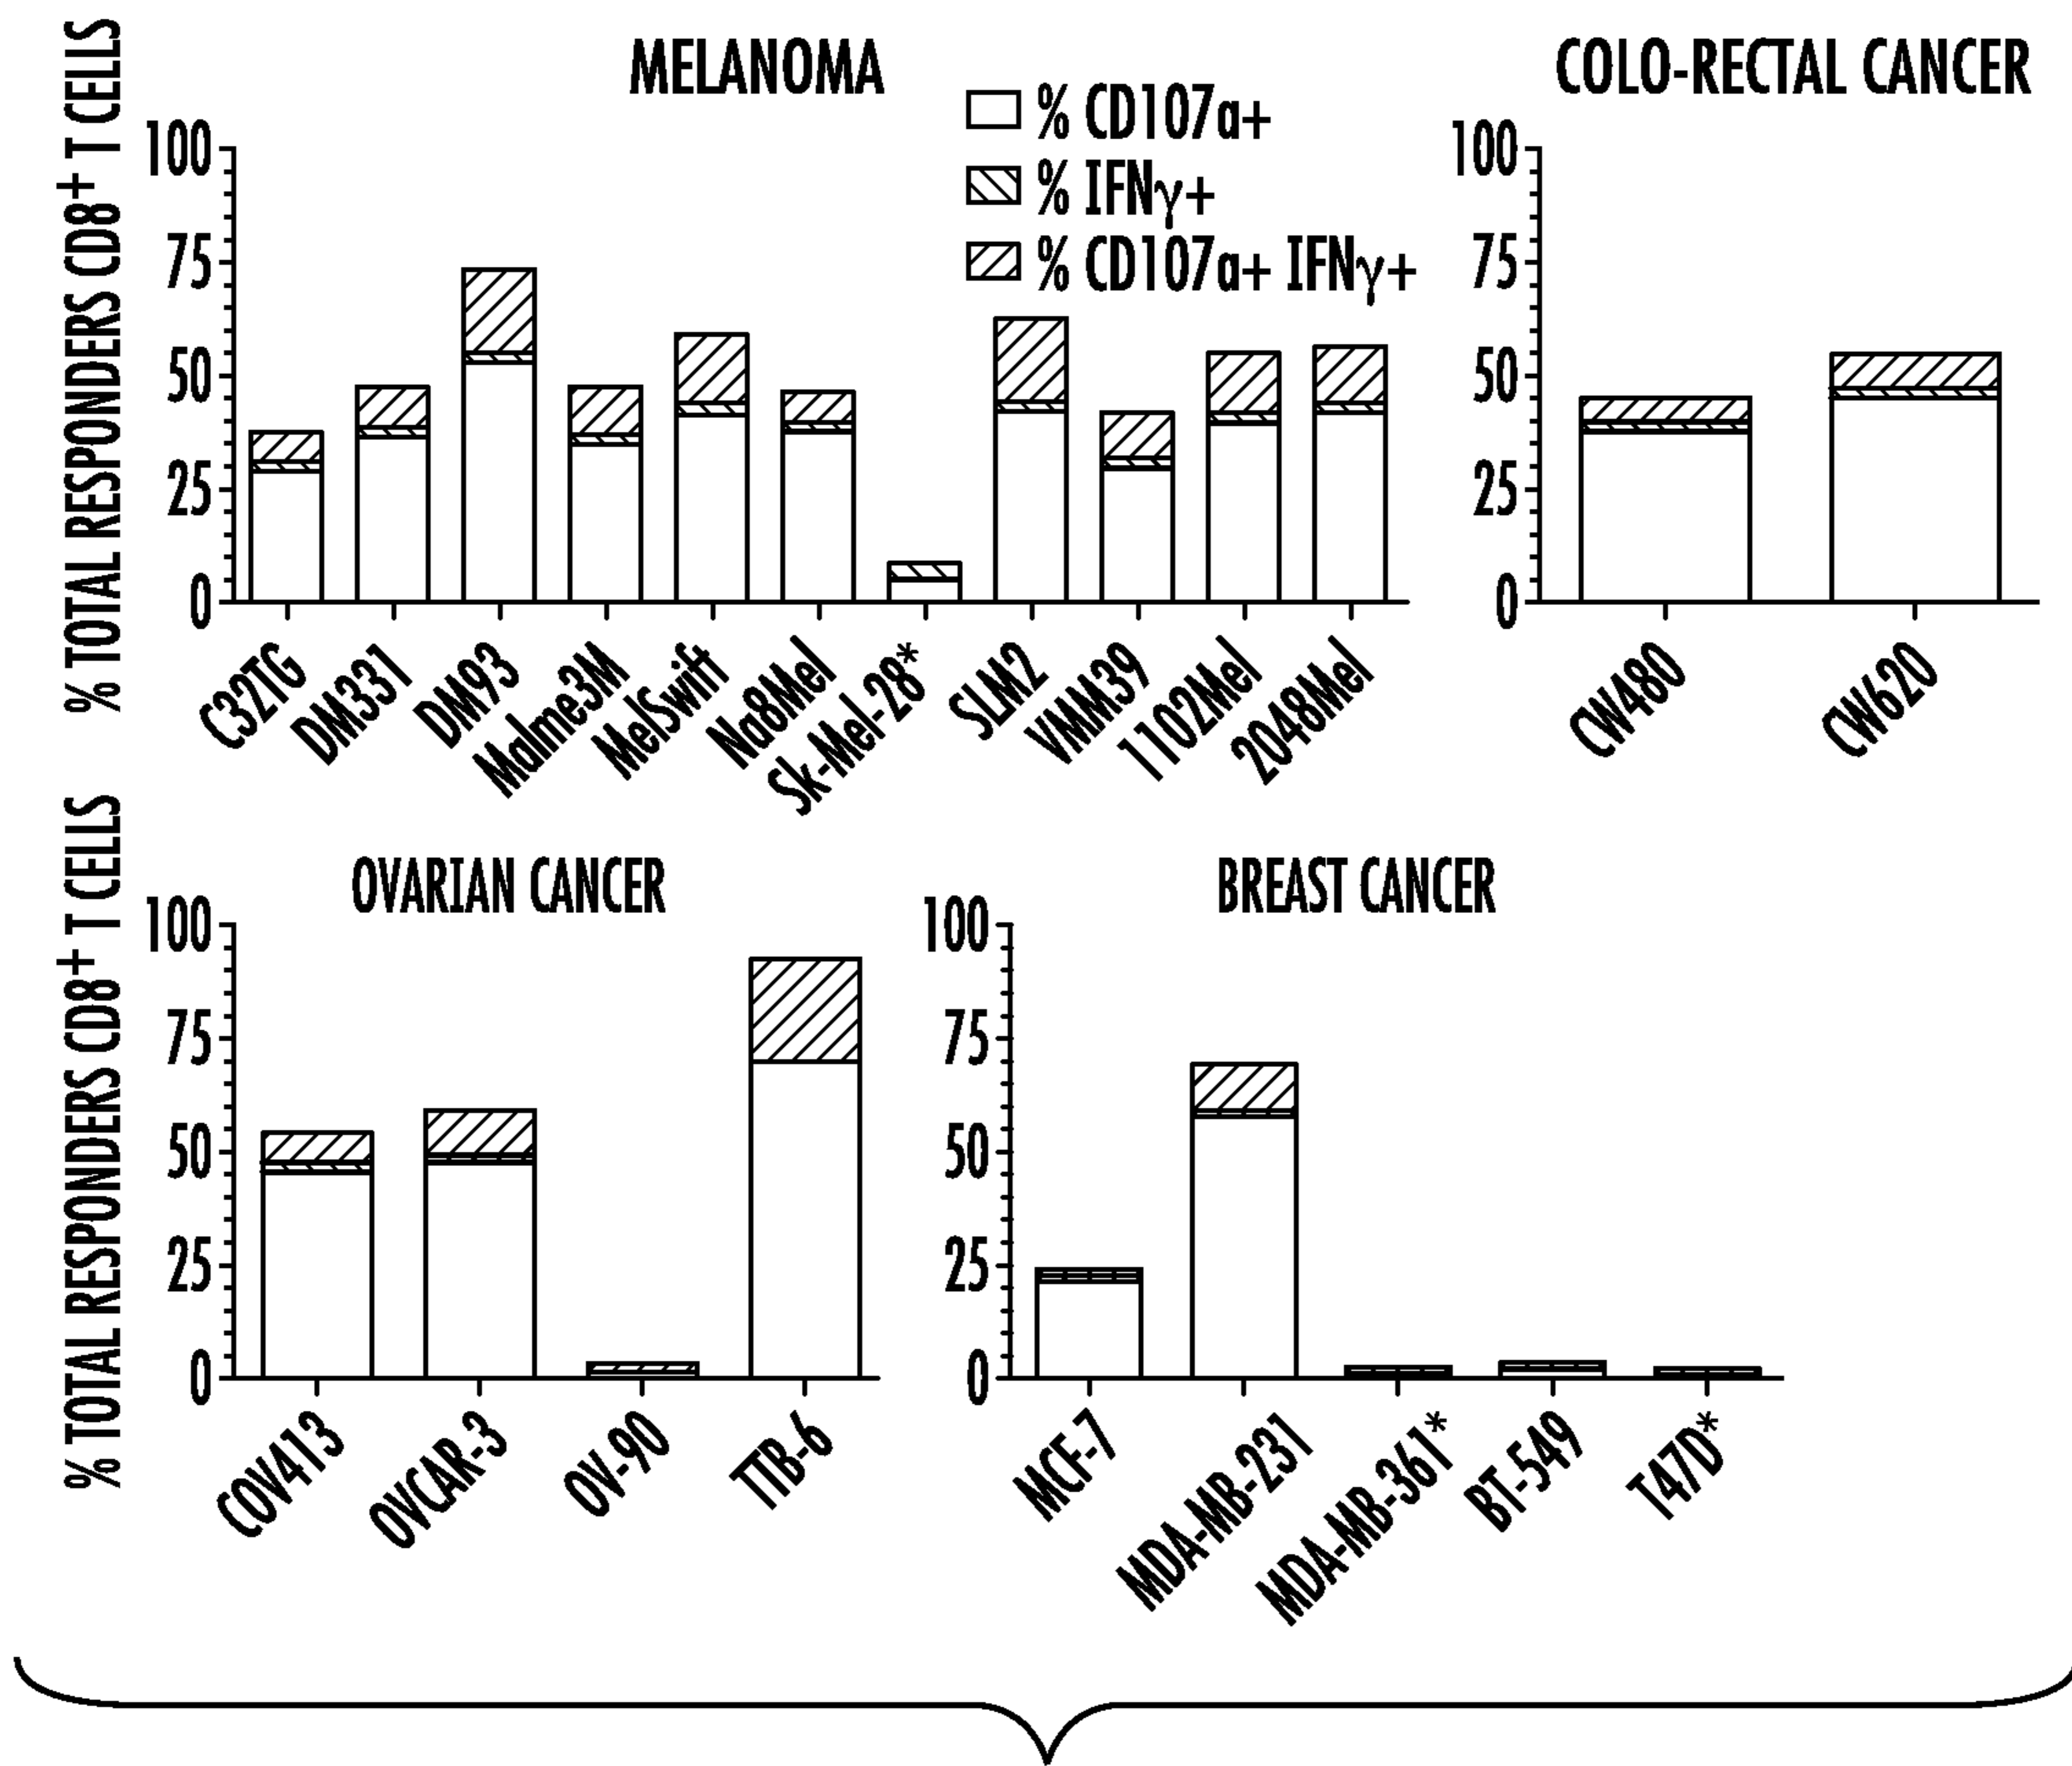 MELANOMA
% CD107a+
% IFNγ+
% CD107a+ IFNγ+
% TOTAL RESPONDERS CD8+ T CELLS
100
75
50
25
0
C32TG
DM331
DM93
Malme3M
MelSwift
Na8Mel
Sk-Mel-28*
SLM2
VMM39
1102Mel
2048Mel
COLO-RECTAL CANCER
100
75
50
25
0
CW480
CW620
OVARIAN CANCER
% TOTAL RESPONDERS CD8+ T CELLS
100
75
50
25
0
COV413
OVCAR-3
OV-90
TTB-6
BREAST CANCER
100
75
50
25
0
MCF-7
MDA-MB-231
MDA-MB-361*
BT-549
T47D*